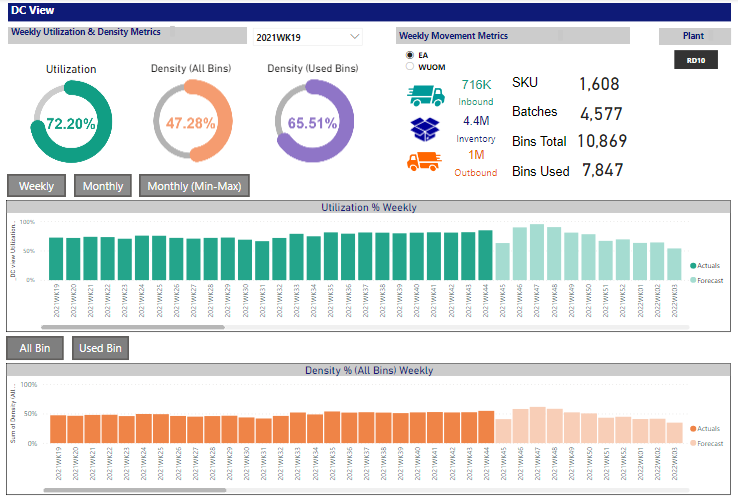 DC View
Weekly Utilization & Density Metrics
2021WK19
Weekly Movement Metrics
Plant
RD10
EA
WUOM
Utilization
Density (All Bins)
Density (Used Bins)
72.20%
47.28%
65.51%
716K
Inbound
4.4M
Inventory
1M
Outbound
SKU 1,608
Batches 4,577
Bins Total 10,869
Bins Used 7,847
Weekly
Monthly
Monthly (Min-Max)
Utilization % Weekly
DC view Utilization...
100%
50%
0%
2021WK19
2021WK20
2021WK21
2021WK22
2021WK23
2021WK24
2021WK25
2021WK26
2021WK27
2021WK28
2021WK29
2021WK30
2021WK31
2021WK32
2021WK33
2021WK34
2021WK35
2021WK36
2021WK37
2021WK38
2021WK39
2021WK40
2021WK41
2021WK42
2021WK43
2021WK44
2021WK45
2021WK46
2021WK47
2021WK48
2021WK49
2021WK50
2021WK51
2021WK52
2022WK01
2022WK02
2022WK03
Actuals
Forecast
All Bin
Used Bin
Density % (All Bins) Weekly
Sum of Density (All...
100%
50%
0%
2021WK19
2021WK20
2021WK21
2021WK22
2021WK23
2021WK24
2021WK25
2021WK26
2021WK27
2021WK28
2021WK29
2021WK30
2021WK31
2021WK32
2021WK33
2021WK34
2021WK35
2021WK36
2021WK37
2021WK38
2021WK39
2021WK40
2021WK41
2021WK42
2021WK43
2021WK44
2021WK45
2021WK46
2021WK47
2021WK48
2021WK49
2021WK50
2021WK51
2021WK52
2022WK01
2022WK02
2022WK03
Actuals
Forecast